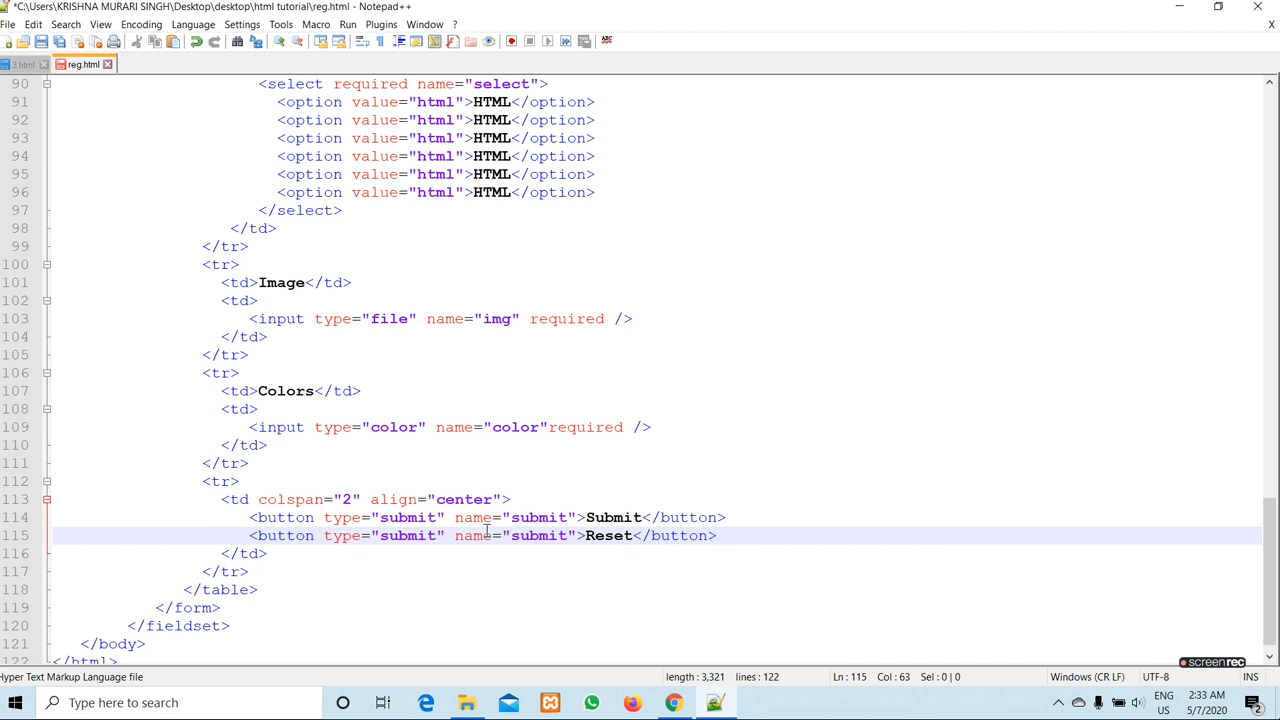 *C:\Users\KRISHNA MURARI SINGH\Desktop\desktop\html tutorial\reg.html - Notepad++
File Edit Search View Encoding Language Settings Tools Macro Run Plugins Window ? X
3.html reg.html
90 <select required name="select">
91 <option value="html">HTML</option>
92 <option value="html">HTML</option>
93 <option value="html">HTML</option>
94 <option value="html">HTML</option>
95 <option value="html">HTML</option>
96 <option value="html">HTML</option>
97 </select>
98 </td>
99 </tr>
100 <tr>
101 <td>Image</td>
102 <td>
103 <input type="file" name="img" required />
104 </td>
105 </tr>
106 <tr>
107 <td>Colors</td>
108 <td>
109 <input type="color" name="color"required />
110 </td>
111 </tr>
112 <tr>
113 <td colspan="2" align="center">
114 <button type="submit" name="submit">Submit</button>
115 <button type="submit" name="submit">Reset</button>
116 </td>
117 </tr>
118 </table>
119 </form>
120 </fieldset>
121 </body>
122 </html>
screenrec
Hyper Text Markup Language file length : 3,321 lines : 122 Ln : 115 Col : 63 Sel : 0 | 0 Windows (CR LF) UTF-8 INS
Type here to search
ENG
US
2:33 AM
5/7/2020
2